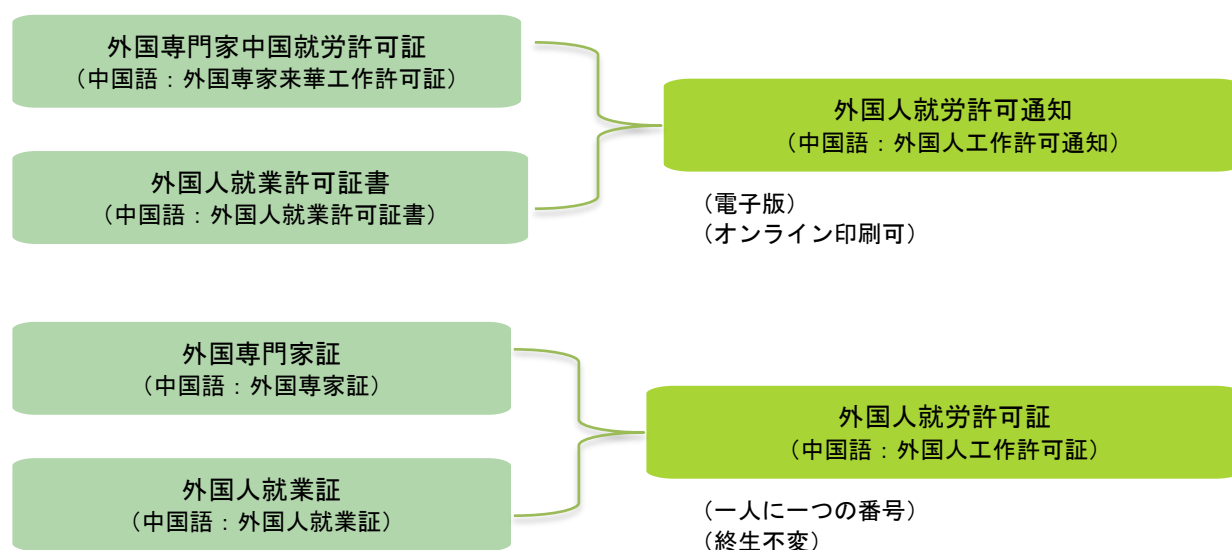 外国専門家中国就労許可証
（中国語：外国専家来華工作許可証）
外国人就業許可証書
（中国語：外国人就業許可証書）
外国人就労許可通知
（中国語：外国人工作許可通知）
（電子版）
（オンライン印刷可）
外国専門家証
（中国語：外国専家証）
外国人就業証
（中国語：外国人就業証）
外国人就労許可証
（中国語：外国人工作許可証）
（一人に一つの番号）
（終生不変）